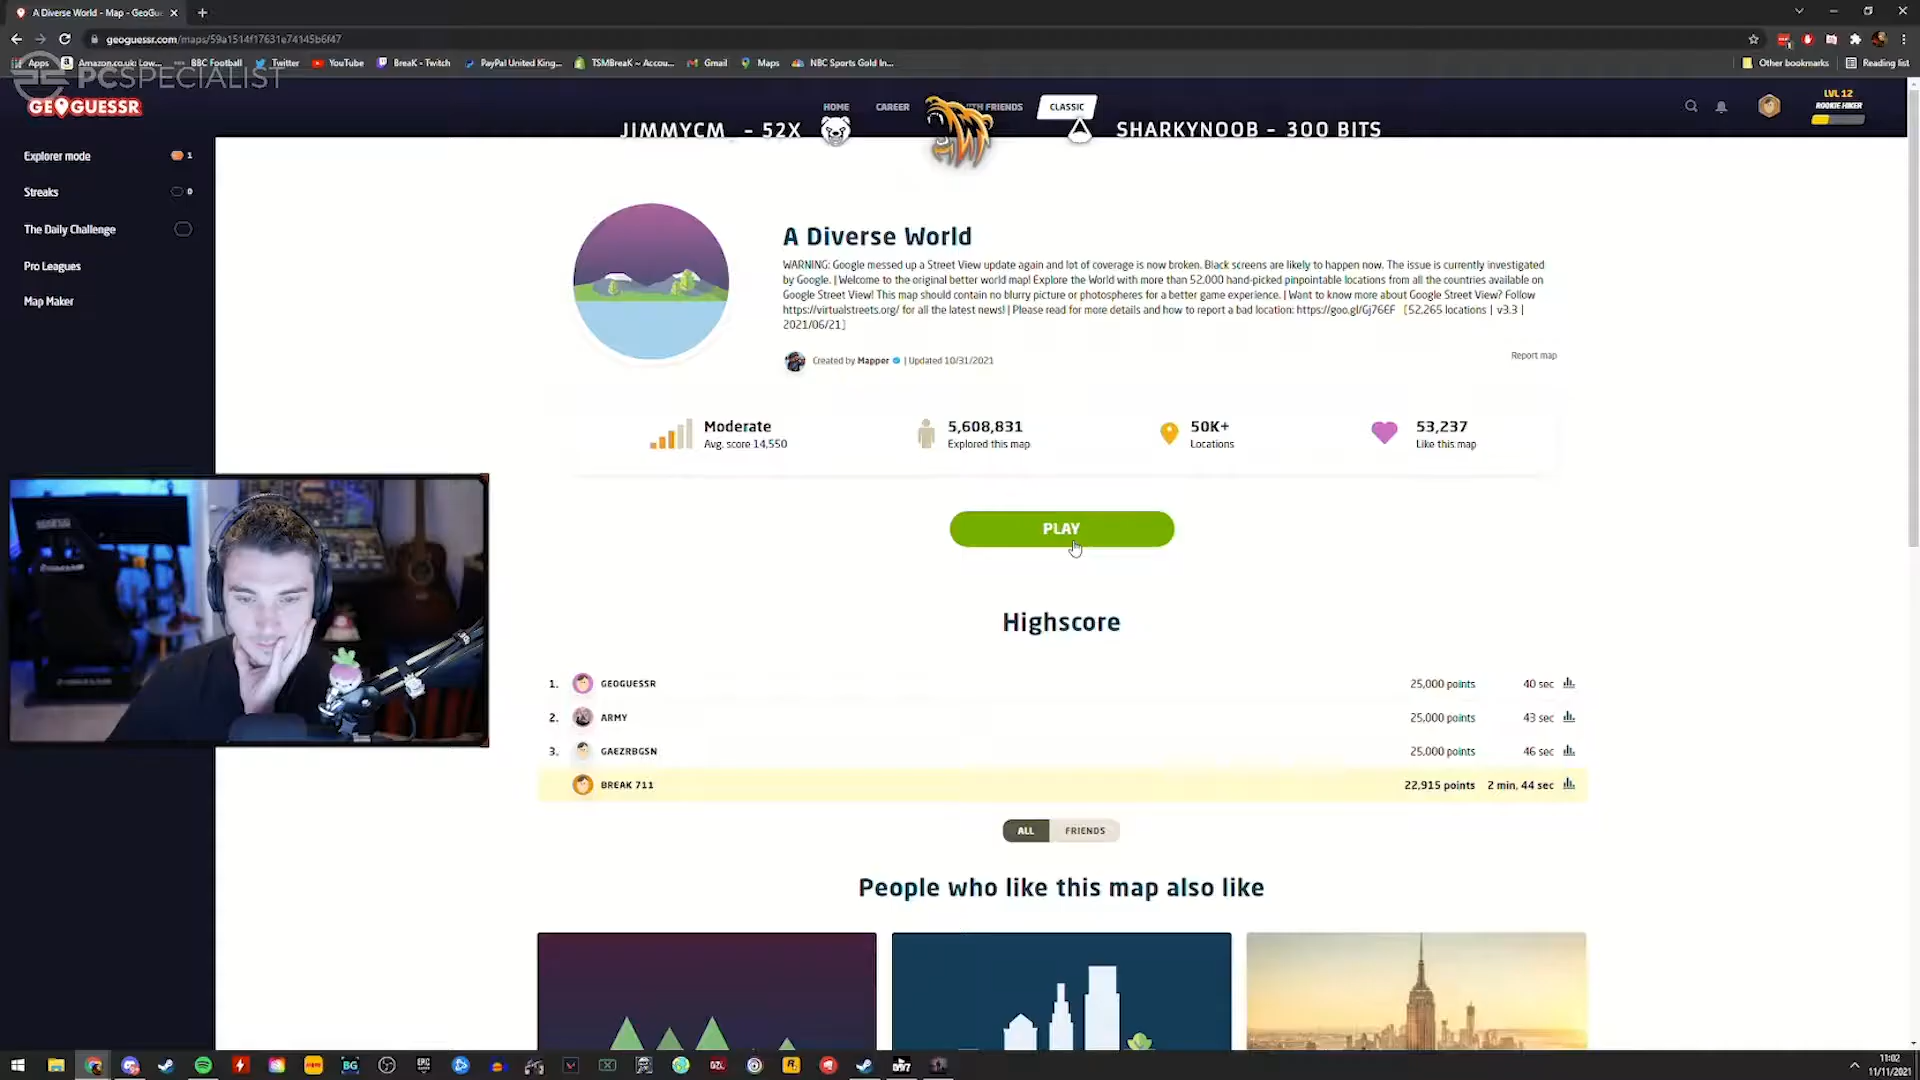 A Diverse World - Map - GeoGue
geoguessr.com/maps/59a1514f17631e74145b6f47
Apps
Amazon.co.uk: Low...
BBC Football
Twitter
YouTube
BreaK - Twitch
PayPal United King...
TSMBreaK ~ Accou...
Gmail
Maps
NBC Sports Gold In...
Other bookmarks
Reading list
PCSPECIALIST
GEOGUESSR
HOME
CAREER
TH FRIENDS
CLASSIC
LVL 12
ROOKIE HIKER
JIMMYCM - 52X
SHARKYNOOB - 300 BITS
Explorer mode
1
Streaks
0
The Daily Challenge
Pro Leagues
Map Maker
A Diverse World
WARNING: Google messed up a Street View update again and lot of coverage is now broken. Black screens are likely to happen now. The issue is currently investigated
by Google. | Welcome to the original better world map! Explore the World with more than 52.000 hand-picked pinpointable locations from all the countries available on
Google Street View! This map should contain no blurry picture or photospheres for a better game experience. | Want to know more about Google Street View? Follow
https://virtualstreets.org/ for all the latest news! | Please read for more details and how to report a bad location: https://goo.gl/Gj76EF [52,265 locations | v3.3 |
2021/06/21]
Created by Mapper | Updated 10/31/2021
Report map
Moderate
Avg. score 14,550
5,608,831
Explored this map
50K+
Locations
53,237
Like this map
PLAY
Highscore
1. GEOGUESSR 25,000 points 40 sec
2. ARMY 25,000 points 43 sec
3. GAEZRBGSN 25,000 points 46 sec
BREAK 711 22,915 points 2 min, 44 sec
ALL
FRIENDS
People who like this map also like
BG
EPIC
11:02
11/11/2021